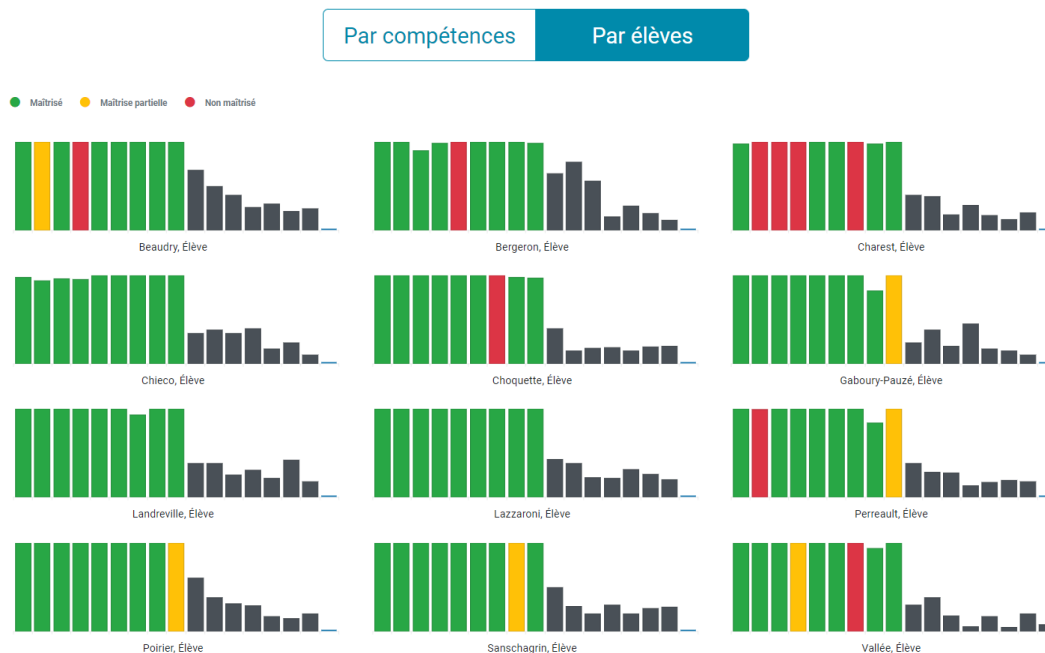 Par compétences Par élèves
Maîtrisé Maîtrise partielle Non maîtrisé
Beaudry, Élève Bergeron, Élève Charest, Élève
Chieco, Élève Choquette, Élève Gaboury-Pauzé, Élève
Landreville, Élève Lazzaroni, Élève Perreault, Élève
Poirier, Élève Sanschagrin, Élève Vallée, Élève